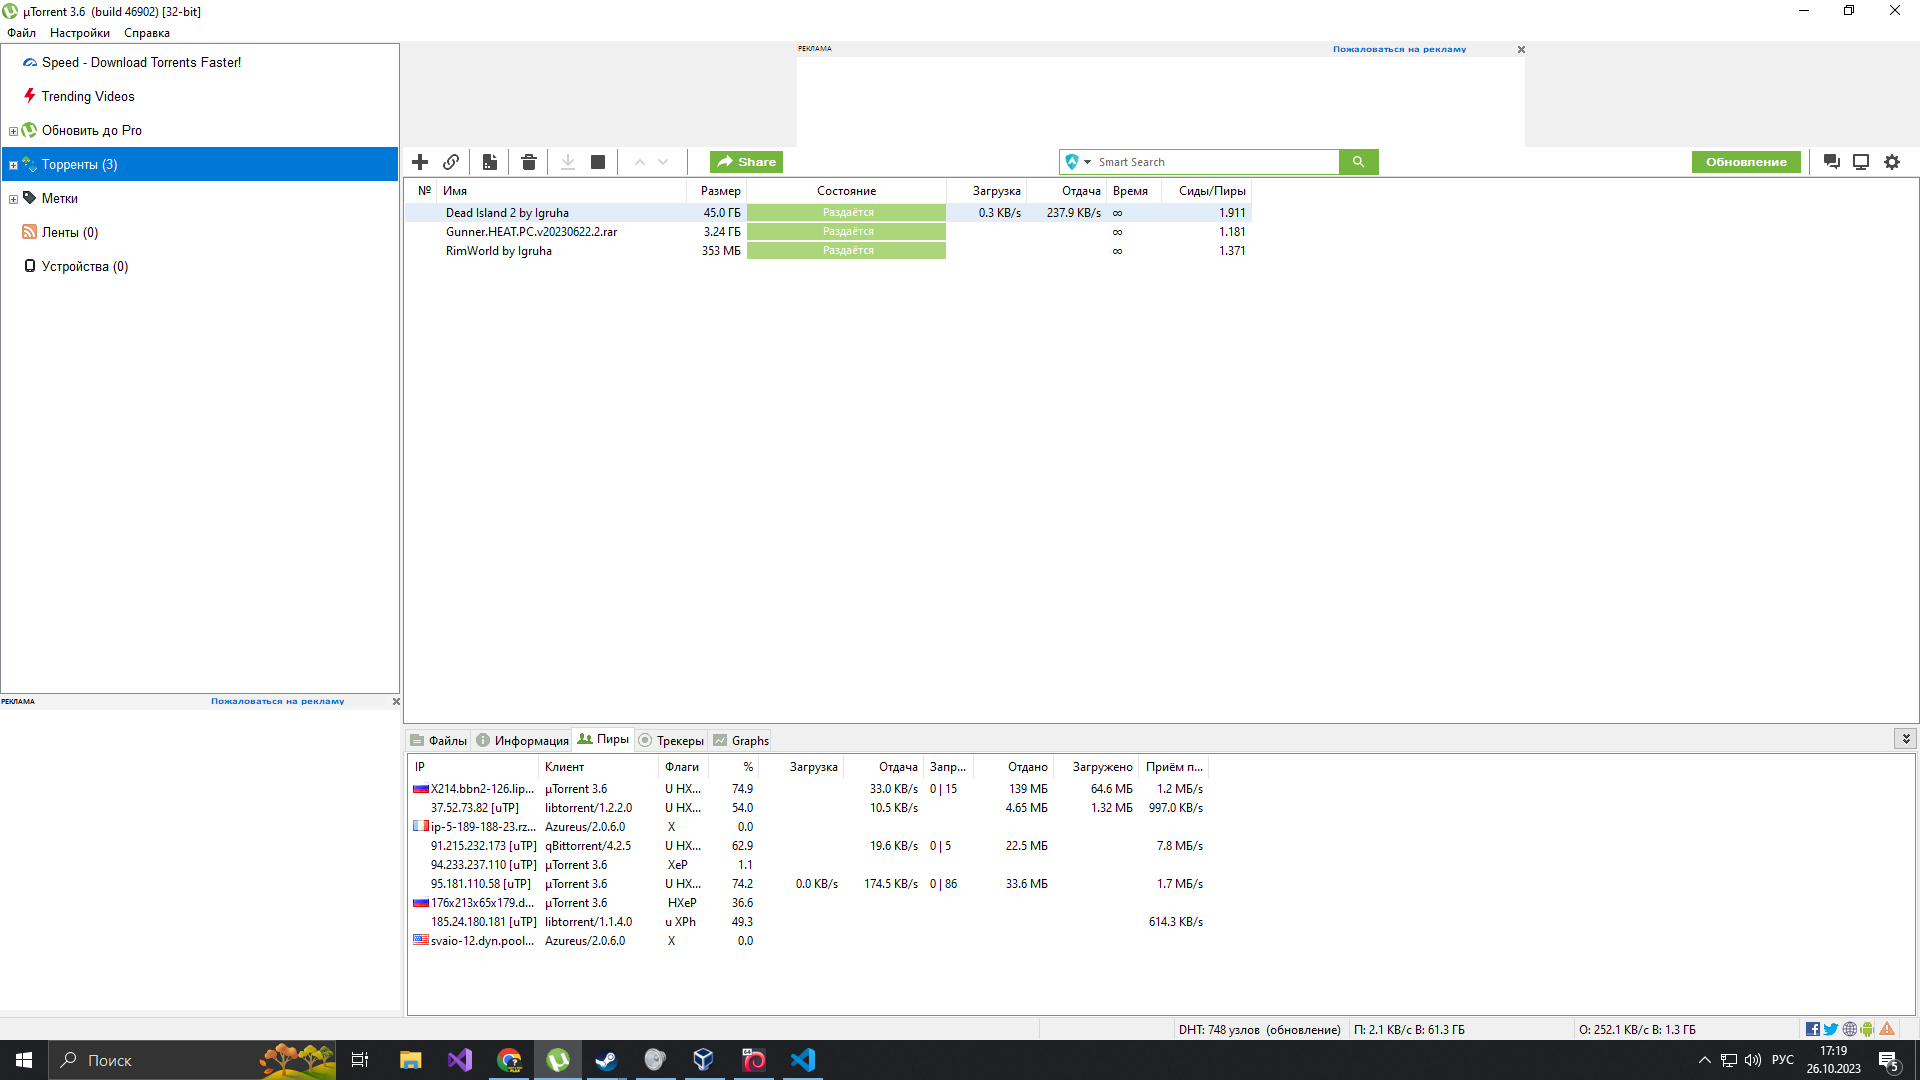 µTorrent 3.6 (build 46902) [32-bit]
Файл Настройки Справка
Speed - Download Torrents Faster!
Trending Videos
Обновить до Pro
Торренты (3)
Метки
Ленты (0)
Устройства (0)
РЕКЛАМА Пожаловаться на рекламу
РЕКЛАМА Пожаловаться на рекламу
Share Smart Search Обновление
№ Имя Размер Состояние Загрузка Отдача Время Сиды/Пиры
Dead Island 2 by Igruha 45.0 ГБ Раздаётся 0.3 KB/s 237.9 KB/s ∞ 1.911
Gunner.HEAT.PC.v20230622.2.rar 3.24 ГБ Раздаётся ∞ 1.181
RimWorld by Igruha 353 МБ Раздаётся ∞ 1.371
Файлы Информация Пиры Трекеры Graphs
IP Клиент Флаги % Загрузка Отдача Запр... Отдано Загружено Приём п...
X214.bbn2-126.lip... µTorrent 3.6 U HX... 74.9 33.0 KB/s 0 | 15 139 МБ 64.6 МБ 1.2 МБ/s
37.52.73.82 [uTP] libtorrent/1.2.2.0 U HX... 54.0 10.5 KB/s 4.65 МБ 1.32 МБ 997.0 KB/s
ip-5-189-188-23.rz... Azureus/2.0.6.0 X 0.0
91.215.232.173 [uTP] qBittorrent/4.2.5 U HX... 62.9 19.6 KB/s 0 | 5 22.5 МБ 7.8 МБ/s
94.233.237.110 [uTP] µTorrent 3.6 XeP 1.1
95.181.110.58 [uTP] µTorrent 3.6 U HX... 74.2 0.0 KB/s 174.5 KB/s 0 | 86 33.6 МБ 1.7 МБ/s
176x213x65x179.d... µTorrent 3.6 HXeP 36.6
185.24.180.181 [uTP] libtorrent/1.1.4.0 u XPh 49.3 614.3 KB/s
svaio-12.dyn.pool... Azureus/2.0.6.0 X 0.0
DHT: 748 узлов (обновление) П: 2.1 KB/с В: 61.3 ГБ О: 252.1 KB/с В: 1.3 ГБ
Поиск
РУС
17:19
26.10.2023
5